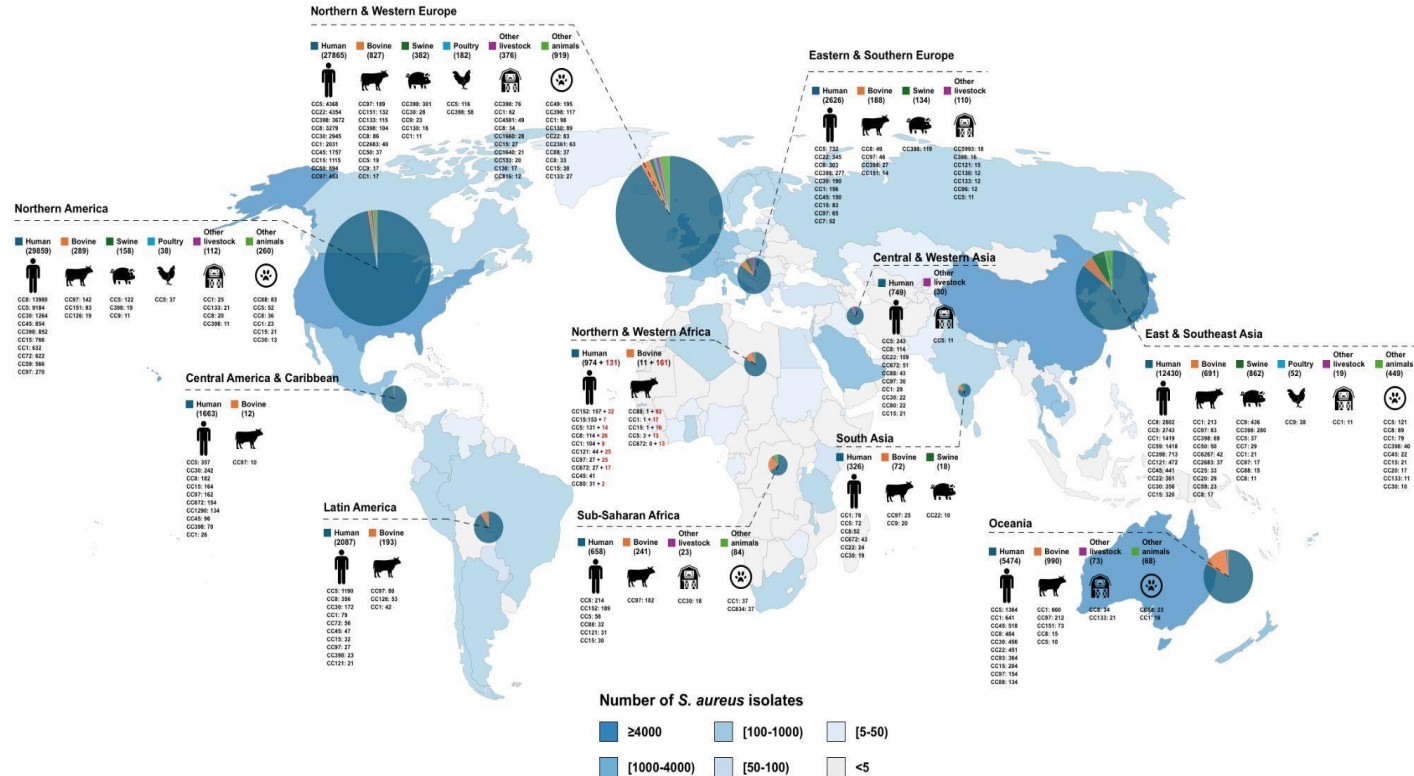 Northern & Western Europe
Human
(27865)
Bovine
(827)
Swine
(382)
Poultry
(182)
Other
livestock
(376)
Other
animals
(919)
CC5: 4368
CC22: 4354
CC398: 3672
CC8: 3279
CC30: 2945
CC1: 2031
CC45: 1757
CC15: 1115
CC59: 694
CC97: 483
CC97: 189
CC151: 132
CC133: 115
CC398: 104
CC8: 86
CC2683: 40
CC50: 37
CC5: 19
CC9: 17
CC1: 17
CC398: 301
CC30: 28
CC9: 23
CC130: 16
CC1: 11
CC5: 116
CC398: 58
CC398: 76
CC1: 62
CC4581: 49
CC8: 34
CC1660: 28
CC15: 27
CC1640: 21
CC133: 20
CC130: 17
CC816: 12
CC49: 195
CC398: 117
CC1: 98
CC130: 89
CC22: 83
CC2361: 63
CC88: 37
CC8: 33
CC15: 30
CC133: 27
Eastern & Southern Europe
Human
(2626)
Bovine
(188)
Swine
(134)
Other
livestock
(110)
CC5: 732
CC22: 345
CC8: 303
CC398: 277
CC30: 190
CC1: 156
CC45: 150
CC15: 83
CC97: 65
CC7: 52
CC8: 49
CC97: 46
CC398: 27
CC151: 14
CC398: 119
CC5993: 18
C398: 16
CC121: 15
CC130: 12
CC133: 12
CC96: 12
CC5: 11
Northern America
Human
(29859)
Bovine
(289)
Swine
(158)
Poultry
(38)
Other
livestock
(112)
Other
animals
(260)
CC8: 13980
CC5: 9194
CC30: 1264
CC45: 894
CC398: 852
CC15: 766
CC1: 632
CC72: 622
CC59: 566
CC97: 270
CC97: 142
CC151: 93
CC126: 19
CC5: 122
C398: 19
CC9: 11
CC5: 37
CC1: 25
CC133: 21
CC8: 20
CC398: 11
CC88: 83
CC5: 52
CC8: 36
CC1: 23
CC15: 21
CC30: 13
Central & Western Asia
Human
(749)
Other
livestock
(30)
CC5: 243
CC8: 114
CC22: 109
CC672: 51
CC88: 43
CC97: 30
CC1: 29
CC30: 22
CC80: 22
CC15: 21
CC5: 11
East & Southeast Asia
Human
(12430)
Bovine
(691)
Swine
(862)
Poultry
(52)
Other
livestock
(19)
Other
animals
(449)
CC8: 2802
CC5: 2743
CC1: 1419
CC59: 1418
CC398: 713
CC121: 472
CC45: 441
CC22: 361
CC30: 356
CC15: 320
CC1: 213
CC97: 83
CC398: 69
CC50: 50
CC6267: 42
CC2683: 37
CC25: 33
CC20: 29
CC59: 23
CC8: 17
CC9: 436
CC398: 280
CC5: 37
CC7: 29
CC1: 21
CC97: 17
CC88: 15
CC8: 11
CC9: 38
CC1: 11
CC5: 121
CC8: 89
CC1: 79
CC398: 40
CC45: 22
CC15: 21
CC20: 17
CC133: 11
CC30: 10
Northern & Western Africa
Human
(974 + 131)
Bovine
(11 + 161)
CC152: 157 + 22
CC15:153 + 7
CC5: 131 + 14
CC8: 114 + 26
CC1: 104 + 8
CC121: 44 + 25
CC97: 27 + 25
CC672: 27 + 17
CC45: 41
CC80: 31 + 2
CC88: 1 + 82
CC1: 1 + 17
CC15: 1 + 16
CC5: 3 + 13
CC672: 0 + 13
Central America & Caribbean
Human
(1663)
Bovine
(12)
CC5: 357
CC30: 242
CC8: 182
CC15: 164
CC97: 162
CC672: 154
CC1290: 134
CC45: 96
CC398: 70
CC1: 26
CC97: 10
South Asia
Human
(326)
Bovine
(72)
Swine
(18)
CC1: 76
CC5: 72
CC8:52
CC672: 43
CC22: 24
CC30: 19
CC97: 25
CC9: 20
CC22: 10
Latin America
Human
(2087)
Bovine
(193)
CC5: 1190
CC8: 356
CC30: 172
CC1: 79
CC72: 56
CC45: 47
CC15: 32
CC97: 27
CC398: 23
CC121: 21
CC97: 80
CC126: 53
CC1: 42
Sub-Saharan Africa
Human
(658)
Bovine
(241)
Other
livestock
(23)
Other
animals
(84)
CC8: 214
CC152: 189
CC5: 58
CC88: 32
CC121: 31
CC15: 30
CC97: 182
CC30: 18
CC1: 37
CC834: 37
Oceania
Human
(5474)
Bovine
(990)
Other
livestock
(73)
Other
animals
(68)
CC5: 1364
CC1: 641
CC45: 518
CC8: 484
CC30: 456
CC22: 451
CC93: 364
CC15: 204
CC97: 154
CC88: 134
CC1: 660
CC97: 212
CC151: 73
CC8: 15
CC5: 10
CC8: 34
CC133: 21
CC1: 16
Number of S. aureus isolates
≥4000
[100-1000)
[5-50)
[1000-4000)
[50-100)
<5